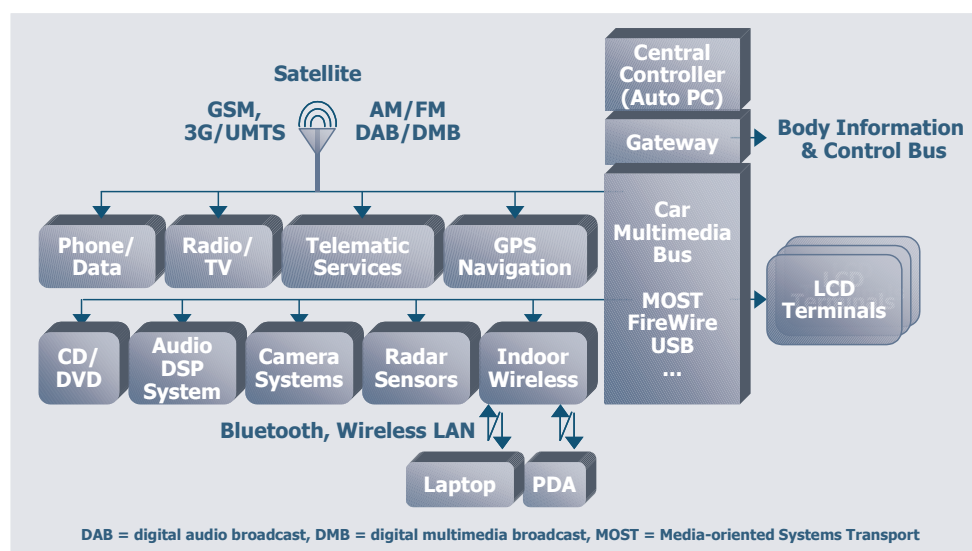 Satellite
GSM,
3G/UMTS
AM/FM
DAB/DMB
Central
Controller
(Auto PC)
Gateway
Body Information
& Control Bus
Phone/
Data
Radio/
TV
Telematic
Services
GPS
Navigation
Car
Multimedia
Bus
MOST
FireWire
USB
...
LCD
Terminals
LCD
Terminals
CD/
DVD
Audio
DSP
System
Camera
Systems
Radar
Sensors
Indoor
Wireless
Bluetooth, Wireless LAN
Laptop
PDA
DAB = digital audio broadcast, DMB = digital multimedia broadcast, MOST = Media-oriented Systems Transport